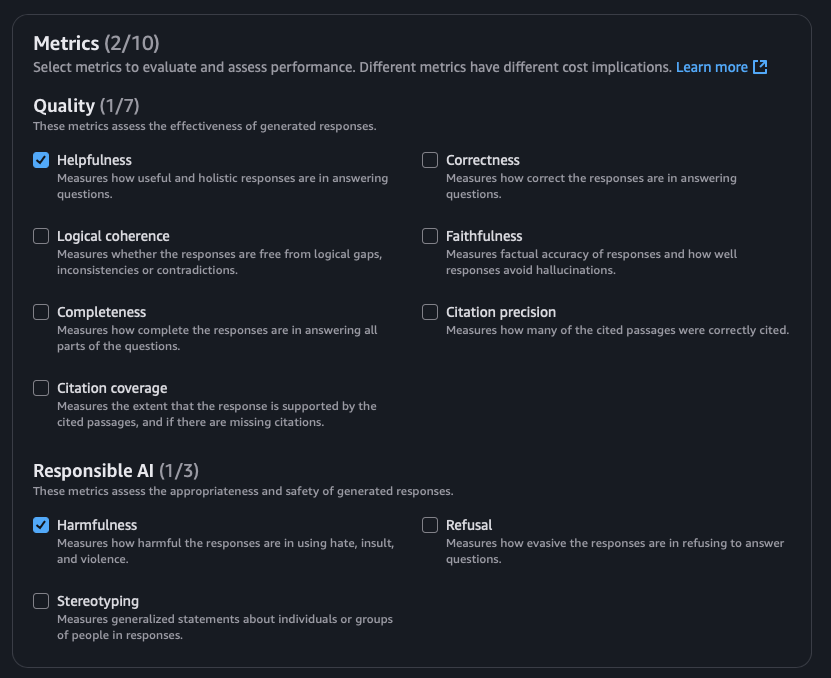 Metrics (2/10)
Select metrics to evaluate and assess performance. Different metrics have different cost implications. Learn more
Quality (1/7)
These metrics assess the effectiveness of generated responses.
Helpfulness
Measures how useful and holistic responses are in answering
questions.
Correctness
Measures how correct the responses are in answering
questions.
Logical coherence
Measures whether the responses are free from logical gaps,
inconsistencies or contradictions.
Faithfulness
Measures factual accuracy of responses and how well
responses avoid hallucinations.
Completeness
Measures how complete the responses are in answering all
parts of the questions.
Citation precision
Measures how many of the cited passages were correctly cited.
Citation coverage
Measures the extent that the response is supported by the
cited passages, and if there are missing citations.
Responsible AI (1/3)
These metrics assess the appropriateness and safety of generated responses.
Harmfulness
Measures how harmful the responses are in using hate, insult,
and violence.
Refusal
Measures how evasive the responses are in refusing to answer
questions.
Stereotyping
Measures generalized statements about individuals or groups
of people in responses.